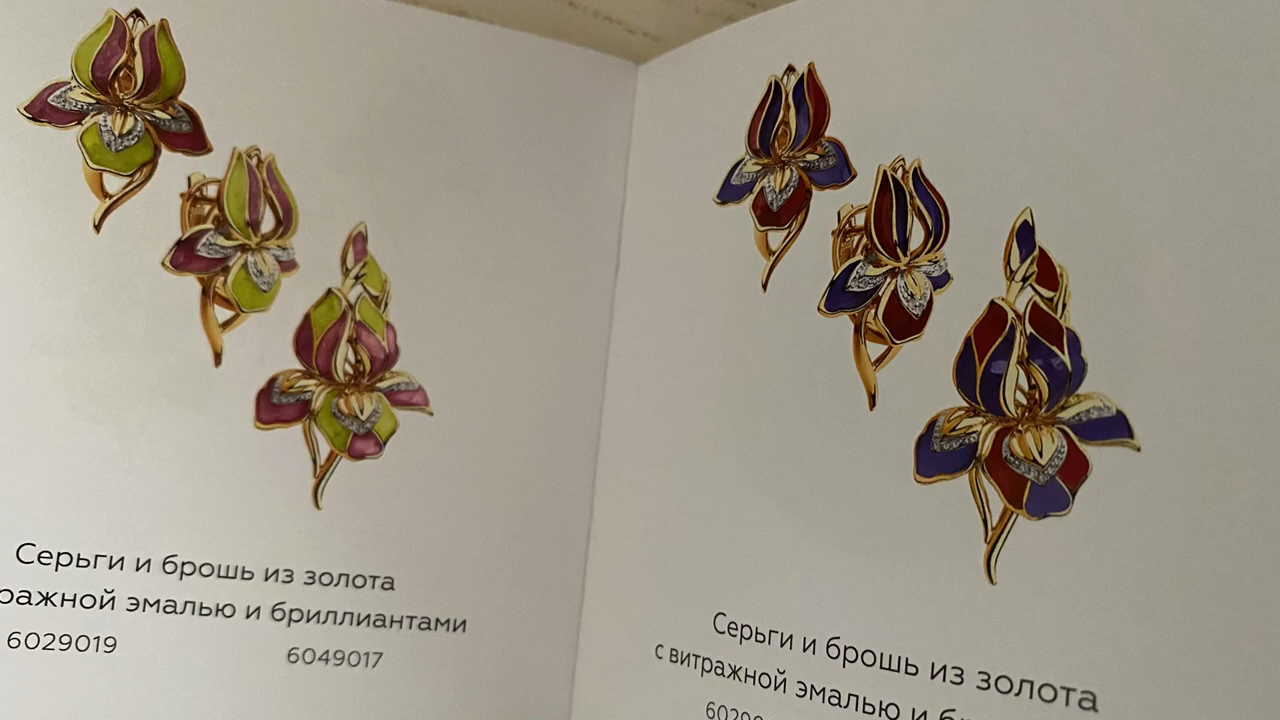 Серьги и брошь из золота
ражной эмалью и бриллиантами
6029019 6049017
Серьги и брошь из золота
с витражной эмалью и